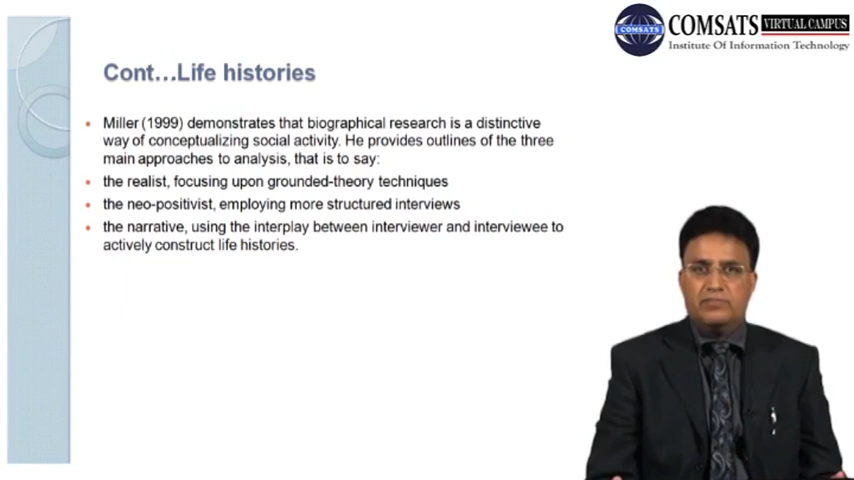 COMSATS VIRTUAL CAMPUS
COMSATS
Institute Of Information Technology
Cont...Life histories
Miller (1999) demonstrates that biographical research is a distinctive
way of conceptualizing social activity. He provides outlines of the three
main approaches to analysis, that is to say:
the realist, focusing upon grounded-theory techniques
the neo-positivist, employing more structured interviews
the narrative, using the interplay between interviewer and interviewee to
actively construct life histories.